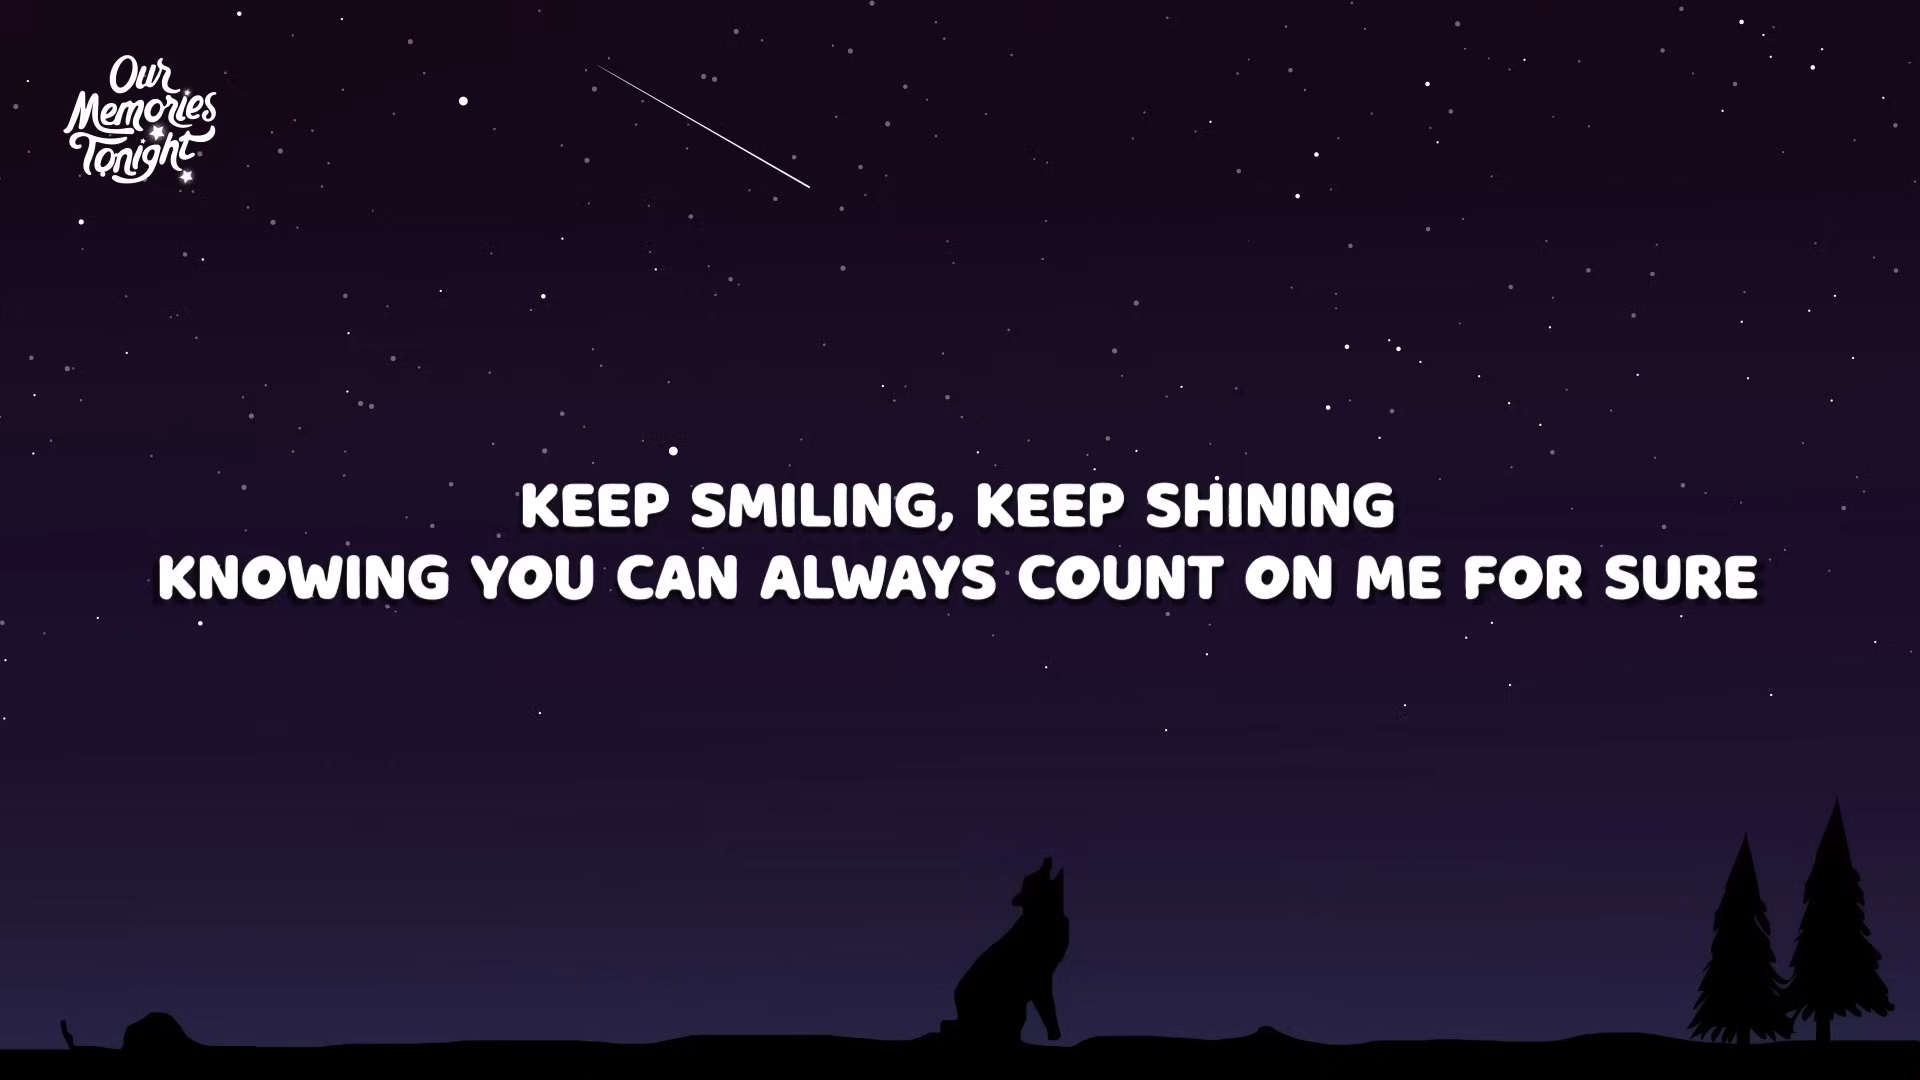 Our
Memories
Tonight
KEEP SMILING, KEEP SHINING
KNOWING YOU CAN ALWAYS COUNT ON ME FOR SURE